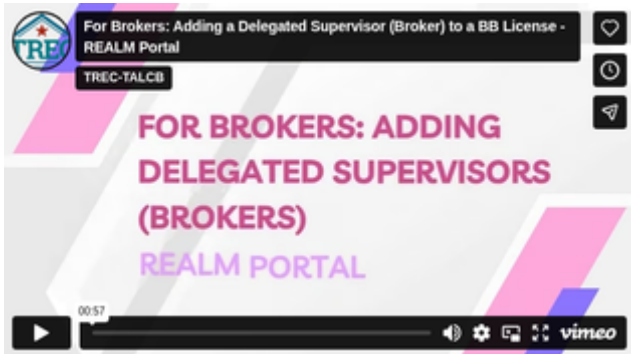 TREC
For Brokers: Adding a Delegated Supervisor (Broker) to a BB License -
REALM Portal
TREC-TALCB
FOR BROKERS: ADDING
DELEGATED SUPERVISORS
(BROKERS)
REALM PORTAL
00:57
vimeo